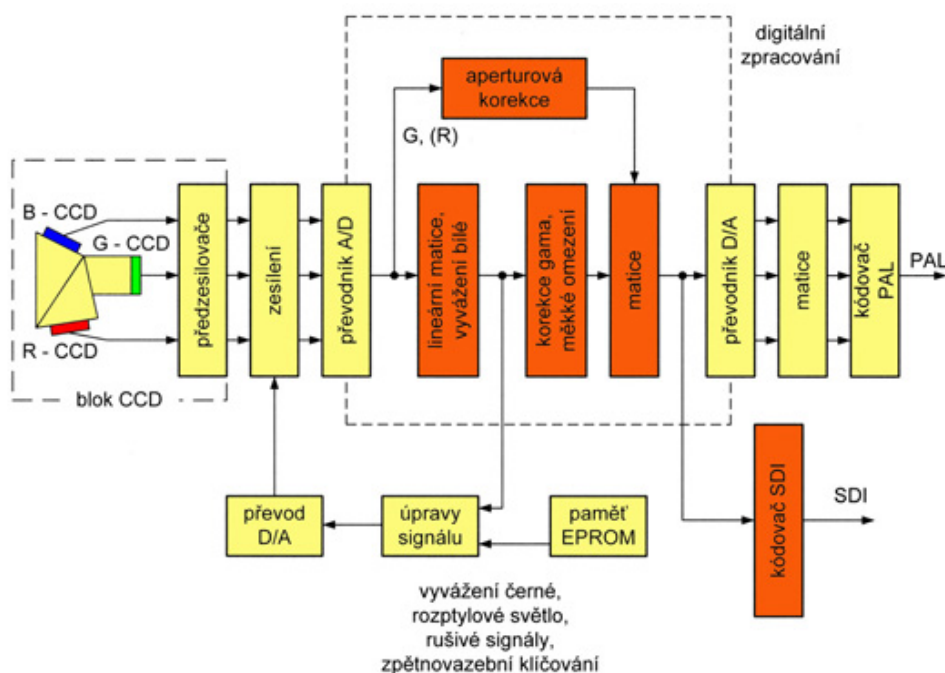 digitální
zpracování
aperturová
korekce
G, (R)
B - CCD
G - CCD
R - CCD
blok CCD
předzesilovače
zesílení
převodník A/D
lineární matice,
vyvážení bílé
korekce gama,
měkké omezení
matice
převodník D/A
matice
kódovač
PAL
PAL
převod
D/A
úpravy
signálu
paměť
EPROM
kódovač SDI
SDI
vyvážení černé,
rozptylové světlo,
rušivé signály,
zpětnovazební klíčování